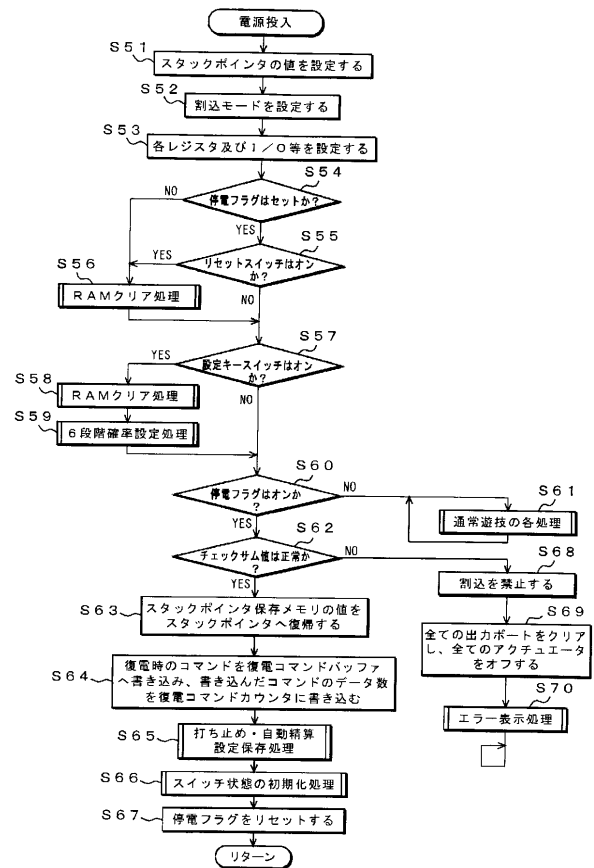 電源投入
S51
スタックポインタの値を設定する
S52
割込モードを設定する
S53
各レジスタ及びI/O等を設定する
S54
停電フラグはセットか?
NO
YES
S55
リセットスイッチはオン
か?
YES
NO
S56
RAMクリア処理
S57
設定キースイッチはオン
か?
YES
NO
S58
RAMクリア処理
S59
6段階確率設定処理
S60
停電フラグはオンか
?
NO
YES
S61
通常遊技の各処理
S62
チェックサム値は正常か
?
NO
YES
S63
スタックポインタ保存メモリの値を
スタックポインタへ復帰する
S64
復電時のコマンドを復電コマンドバッファ
へ書き込み、書き込んだコマンドのデータ数
を復電コマンドカウンタに書き込む
S65
打ち止め・自動精算
設定保存処理
S66
スイッチ状態の初期化処理
S67
停電フラグをリセットする
リターン
S68
割込を禁止する
S69
全ての出力ポートをクリア
し、全てのアクチュエータ
をオフする
S70
エラー表示処理